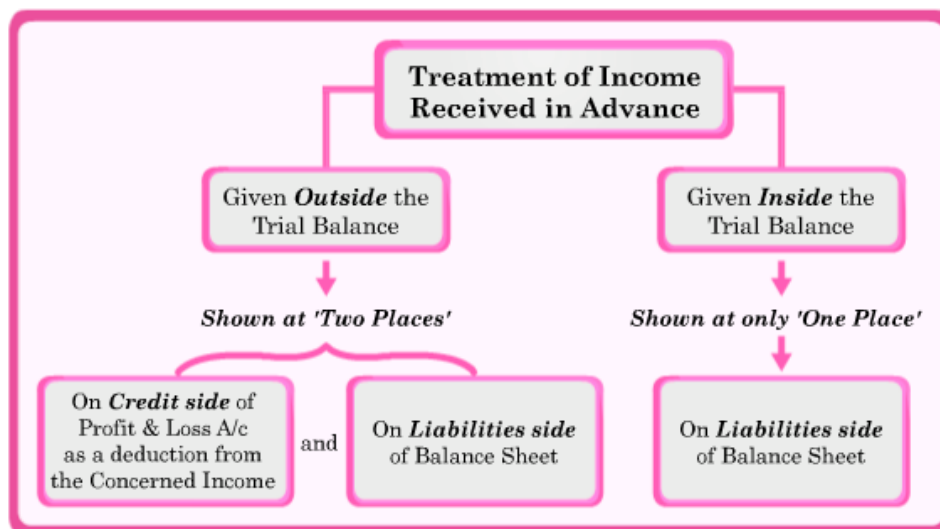 Treatment of Income
Received in Advance
Given Outside the
Trial Balance
Given Inside the
Trial Balance
Shown at 'Two Places'
Shown at only 'One Place'
On Credit side of
Profit & Loss A/c
as a deduction from
the Concerned Income
and
On Liabilities side
of Balance Sheet
On Liabilities side
of Balance Sheet